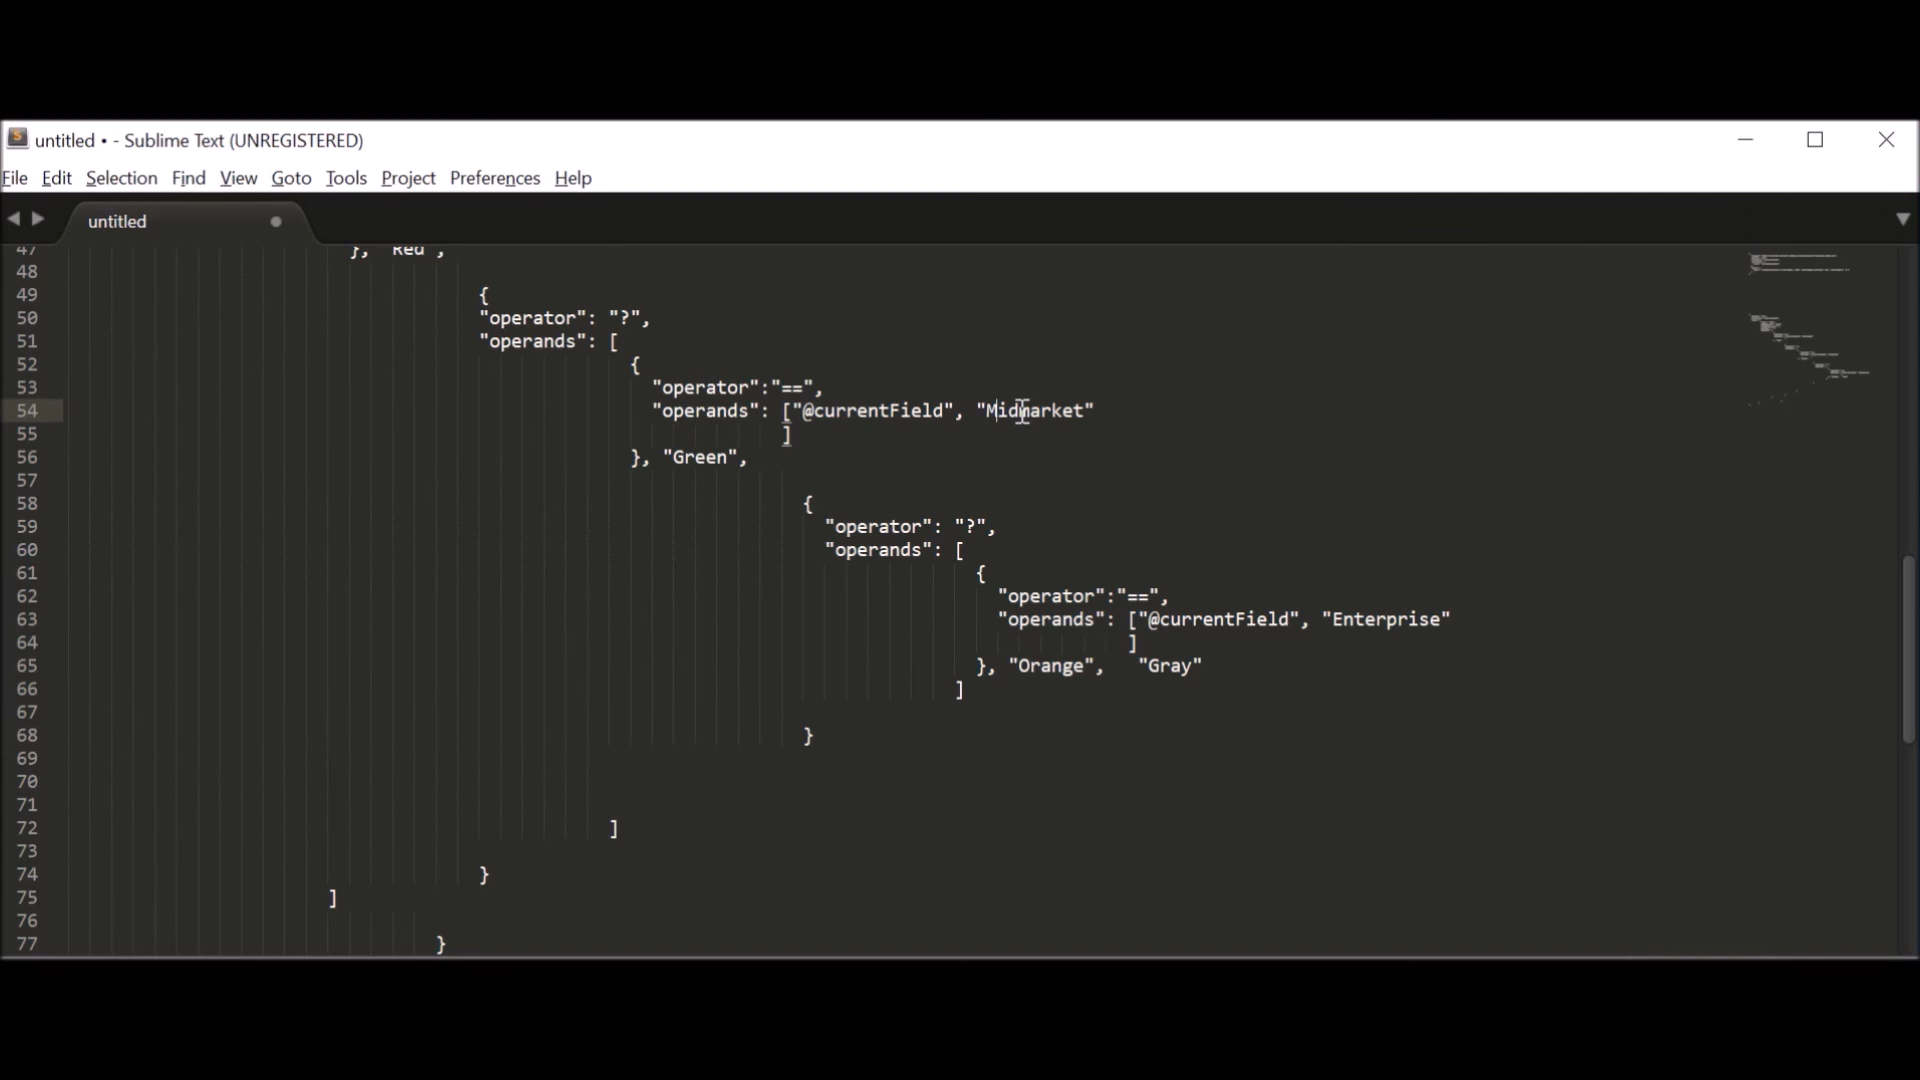 untitled • - Sublime Text (UNREGISTERED)
File Edit Selection Find View Goto Tools Project Preferences Help
untitled
47 }, "Red",
48
49 {
50 "operator": "?",
51 "operands": [
52 {
53 "operator":"==",
54 "operands": ["@currentField", "Midmarket"
55 ]
56 }, "Green",
57
58 {
59 "operator": "?",
60 "operands": [
61 {
62 "operator":"==",
63 "operands": ["@currentField", "Enterprise"
64 ]
65 }, "Orange", "Gray"
66 ]
67
68 }
69
70
71
72 ]
73
74 }
75 ]
76
77 }